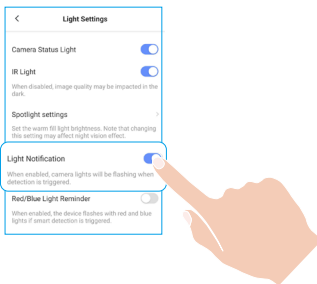 Light Settings
Camera Status Light
IR Light
When disabled, image quality may be impacted in the
dark.
Spotlight settings
Set the warm fill light brightness. Note that changing
this setting may affect night vision effect.
Light Notification
When enabled, camera lights will be flashing when
detection is triggered.
Red/Blue Light Reminder
When enabled, the device flashes with red and blue
lights if smart detection is triggered.